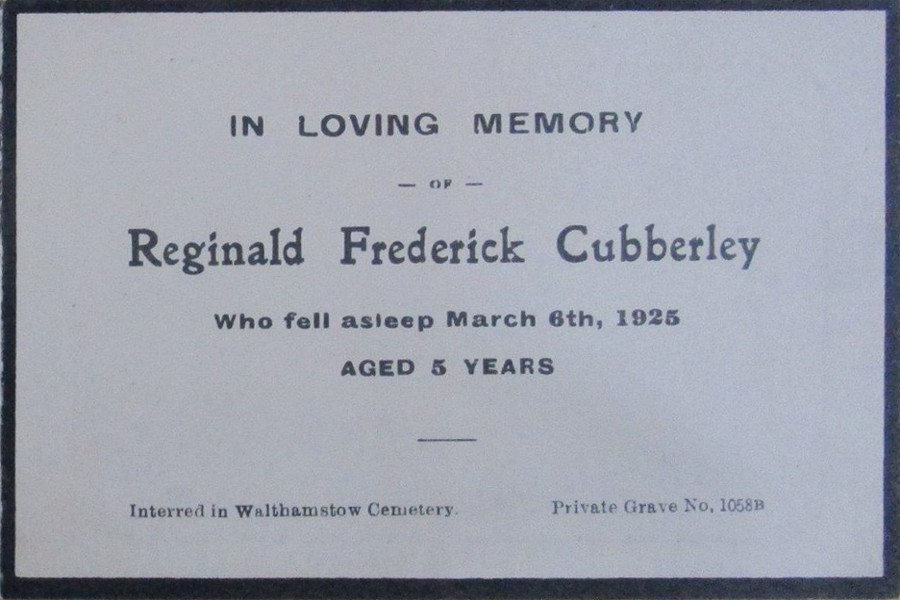 IN LOVING MEMORY
— OF —
Reginald Frederick Cubberley
Who fell asleep March 6th, 1925
AGED 5 YEARS
Interred in Walthamstow Cemetery. Private Grave No, 1058B